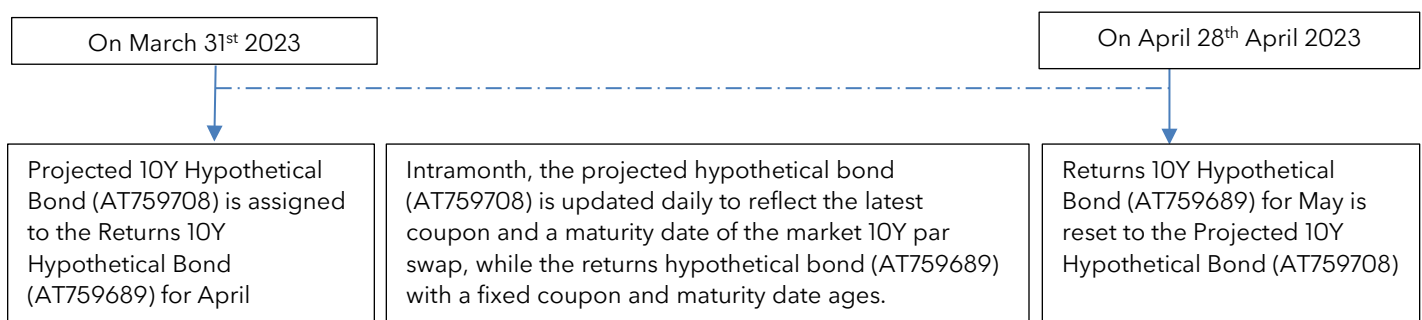 On March 31st 2023
On April 28th April 2023
Projected 10Y Hypothetical
Bond (AT759708) is assigned
to the Returns 10Y
Hypothetical Bond
(AT759689) for April
Intramonth, the projected hypothetical bond
(AT759708) is updated daily to reflect the latest
coupon and a maturity date of the market 10Y par
swap, while the returns hypothetical bond (AT759689)
with a fixed coupon and maturity date ages.
Returns 10Y Hypothetical
Bond (AT759689) for May is
reset to the Projected 10Y
Hypothetical Bond (AT759708)